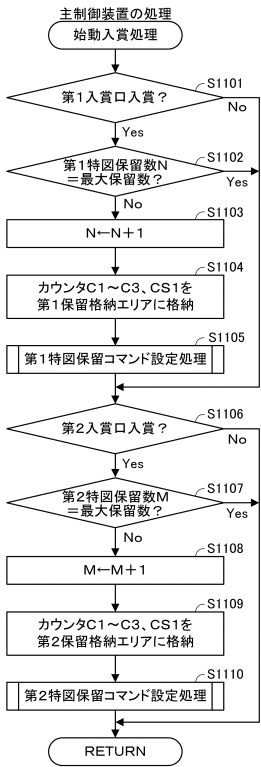 主制御装置の処理
始動入賞処理
S1101
第1入賞口入賞?
No
Yes
S1102
第1特図保留数N
=最大保留数?
Yes
No
S1103
N←N+1
S1104
カウンタC1~C3、CS1を
第1保留格納エリアに格納
S1105
第1特図保留コマンド設定処理
S1106
第2入賞口入賞?
No
Yes
S1107
第2特図保留数M
=最大保留数?
Yes
No
S1108
M←M+1
S1109
カウンタC1~C3、CS1を
第2保留格納エリアに格納
S1110
第2特図保留コマンド設定処理
RETURN